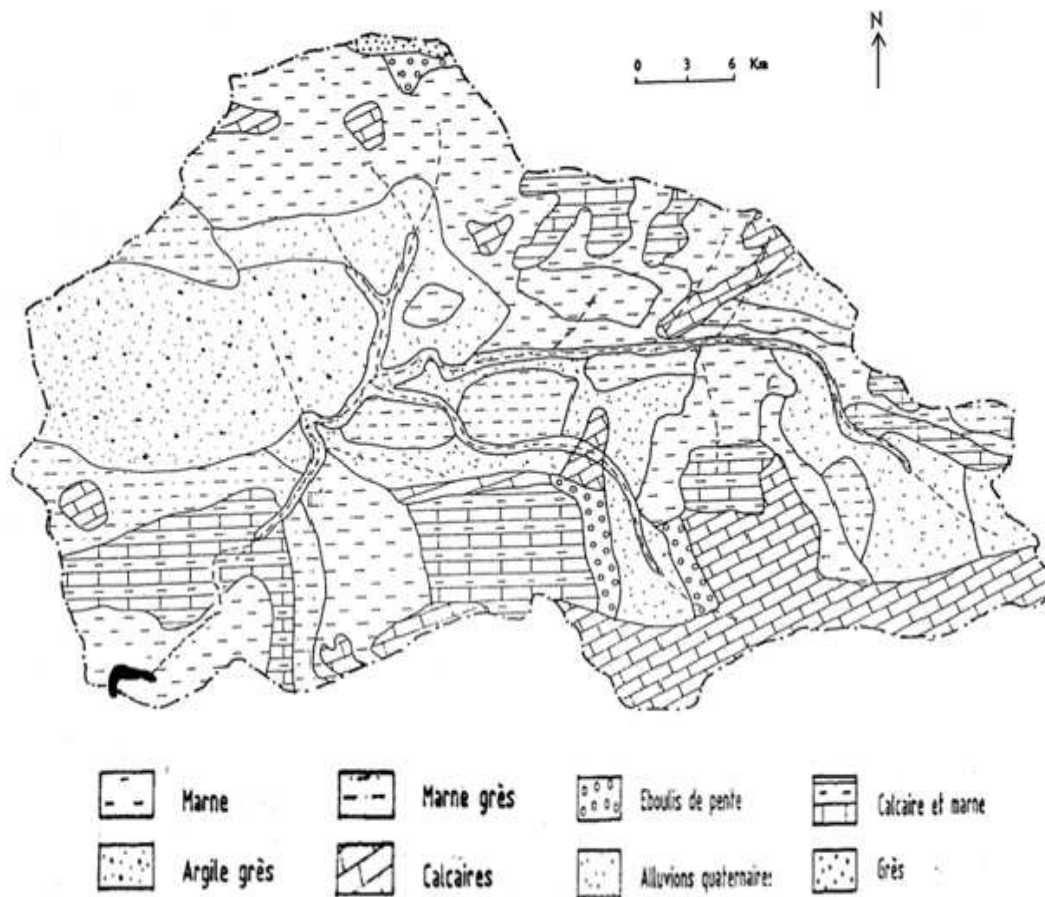 N
0 3 6 Km
Marne
Marne grès
Eboulis de pente
Calcaire et marne
Argile grès
Calcaires
Alluvions quaternaires
Grès